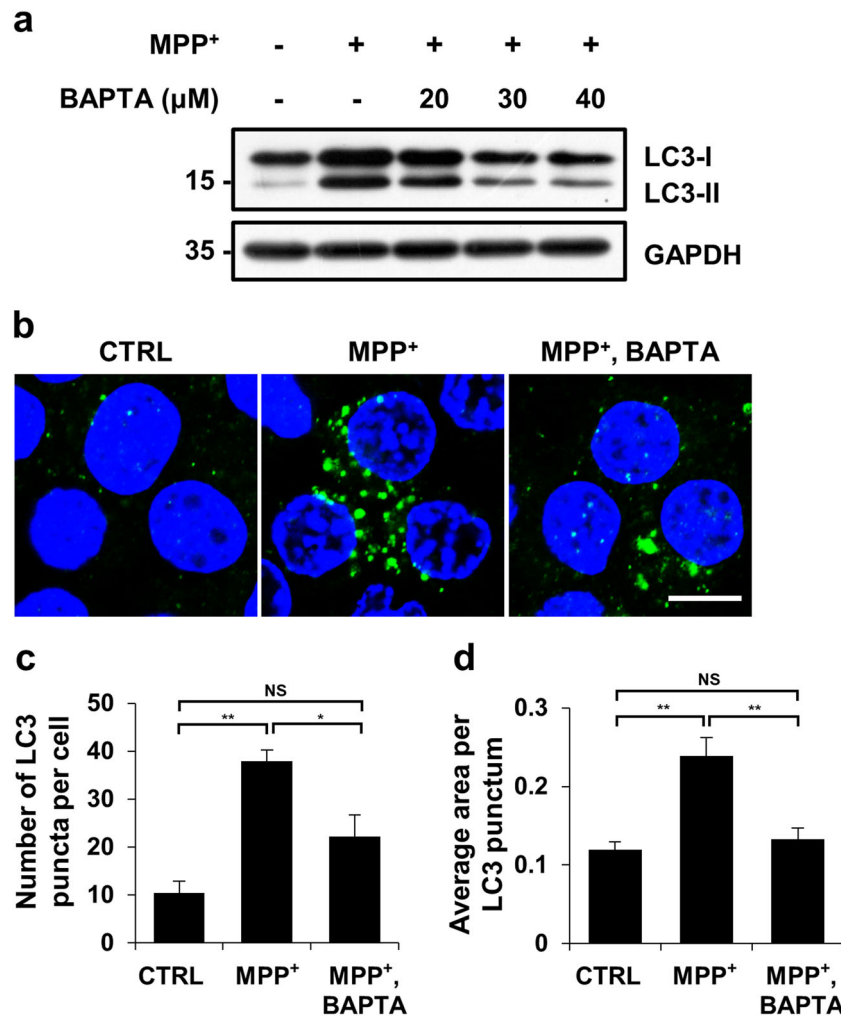 a
MPP⁺ - + + + +
BAPTA (µM) - - 20 30 40
LC3-I
15 - LC3-II
35 - GAPDH
b
CTRL MPP⁺ MPP⁺, BAPTA
c
Number of LC3
puncta per cell
50
40
30
20
10
0
NS
** *
CTRL MPP⁺ MPP⁺,
BAPTA
d
Average area per
LC3 punctum
0.3
0.2
0.1
0
NS
** **
CTRL MPP⁺ MPP⁺,
BAPTA